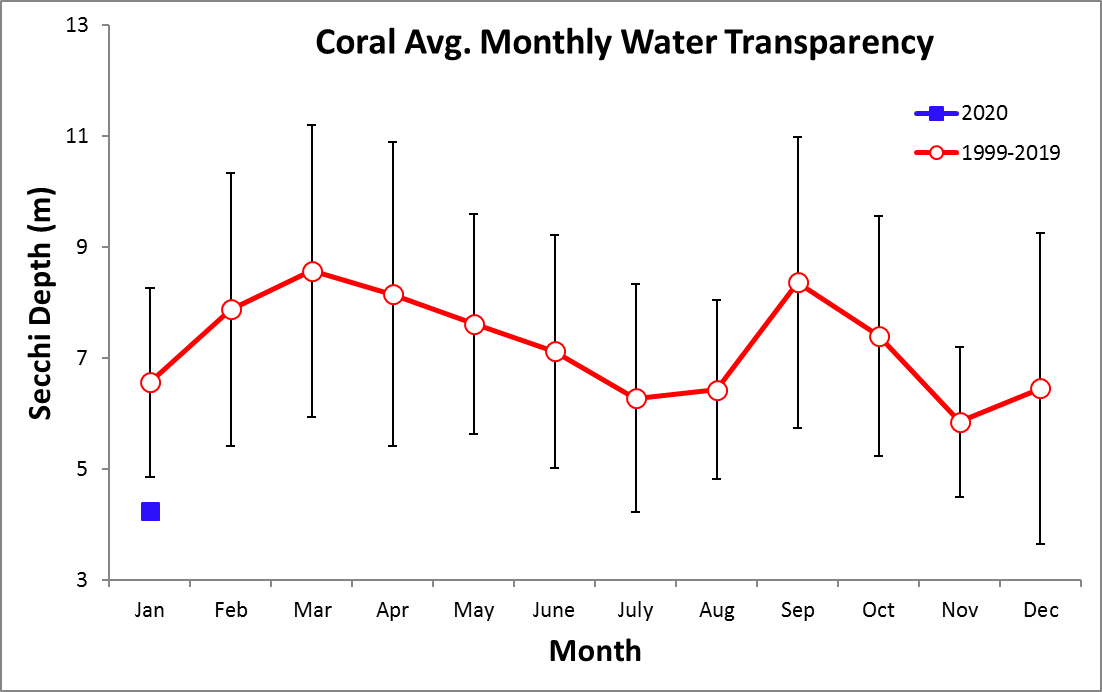 Coral Avg. Monthly Water Transparency
2020
1999-2019
Secchi Depth (m)
13
11
9
7
5
3
Jan Feb Mar Apr May June July Aug Sep Oct Nov Dec
Month